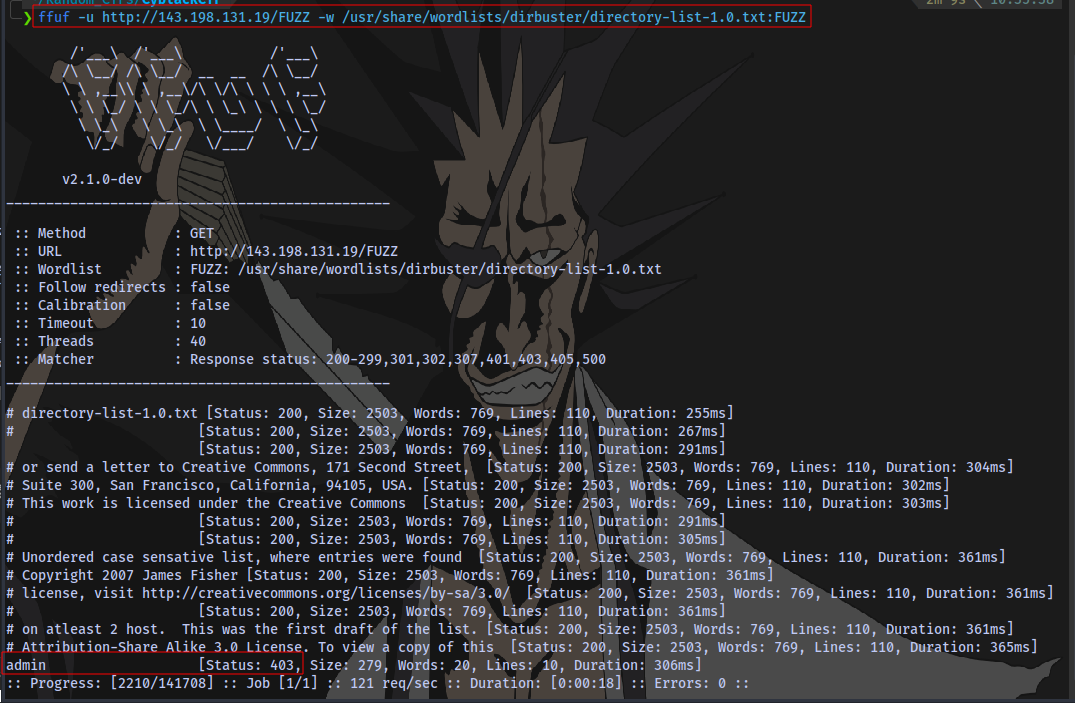 /Random_CTFs/CybtackCTF
❯ ffuf -u http://143.198.131.19/FUZZ -w /usr/share/wordlists/dirbuster/directory-list-1.0.txt:FUZZ
v2.1.0-dev
:: Method : GET
:: URL : http://143.198.131.19/FUZZ
:: Wordlist : FUZZ: /usr/share/wordlists/dirbuster/directory-list-1.0.txt
:: Follow redirects : false
:: Calibration : false
:: Timeout : 10
:: Threads : 40
:: Matcher : Response status: 200-299,301,302,307,401,403,405,500
# directory-list-1.0.txt [Status: 200, Size: 2503, Words: 769, Lines: 110, Duration: 255ms]
# [Status: 200, Size: 2503, Words: 769, Lines: 110, Duration: 267ms]
[Status: 200, Size: 2503, Words: 769, Lines: 110, Duration: 291ms]
# or send a letter to Creative Commons, 171 Second Street, [Status: 200, Size: 2503, Words: 769, Lines: 110, Duration: 304ms]
# Suite 300, San Francisco, California, 94105, USA. [Status: 200, Size: 2503, Words: 769, Lines: 110, Duration: 302ms]
# This work is licensed under the Creative Commons [Status: 200, Size: 2503, Words: 769, Lines: 110, Duration: 303ms]
# [Status: 200, Size: 2503, Words: 769, Lines: 110, Duration: 291ms]
# [Status: 200, Size: 2503, Words: 769, Lines: 110, Duration: 305ms]
# Unordered case sensative list, where entries were found [Status: 200, Size: 2503, Words: 769, Lines: 110, Duration: 361ms]
# Copyright 2007 James Fisher [Status: 200, Size: 2503, Words: 769, Lines: 110, Duration: 361ms]
# license, visit http://creativecommons.org/licenses/by-sa/3.0/ [Status: 200, Size: 2503, Words: 769, Lines: 110, Duration: 361ms]
# [Status: 200, Size: 2503, Words: 769, Lines: 110, Duration: 361ms]
# on atleast 2 host. This was the first draft of the list. [Status: 200, Size: 2503, Words: 769, Lines: 110, Duration: 361ms]
# Attribution-Share Alike 3.0 License. To view a copy of this [Status: 200, Size: 2503, Words: 769, Lines: 110, Duration: 365ms]
admin [Status: 403, Size: 279, Words: 20, Lines: 10, Duration: 306ms]
:: Progress: [2210/141708] :: Job [1/1] :: 121 req/sec :: Duration: [0:00:18] :: Errors: 0 ::